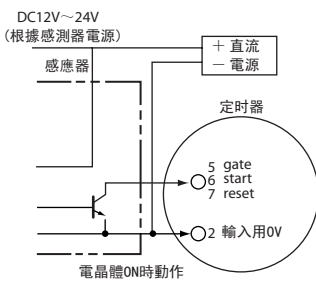 DC12V～24V
(根據感測器電源)
＋直流
－電源
感應器
定时器
5 gate
6 start
7 reset
2 輸入用0V
電晶體ON時動作